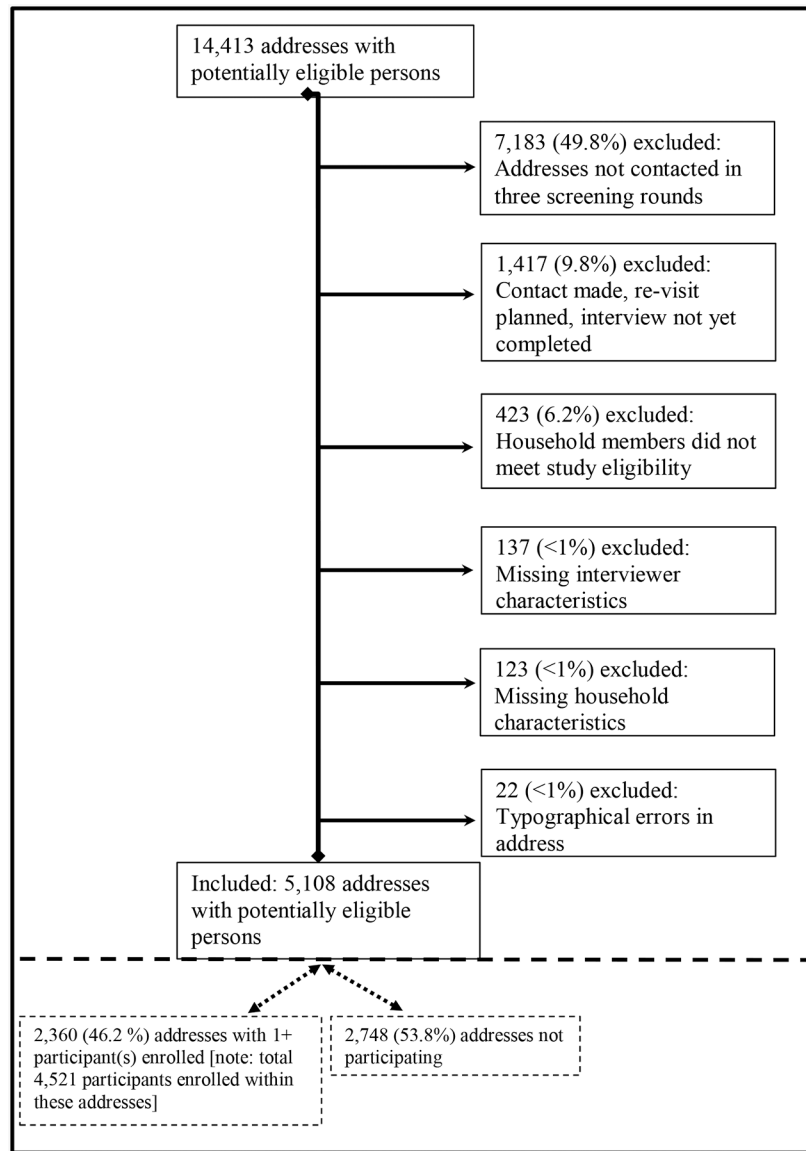 14,413 addresses with
potentially eligible persons
7,183 (49.8%) excluded:
Addresses not contacted in
three screening rounds
1,417 (9.8%) excluded:
Contact made, re-visit
planned, interview not yet
completed
423 (6.2%) excluded:
Household members did not
meet study eligibility
137 (<1%) excluded:
Missing interviewer
characteristics
123 (<1%) excluded:
Missing household
characteristics
22 (<1%) excluded:
Typographical errors in
address
Included: 5,108 addresses
with potentially eligible
persons
2,360 (46.2 %) addresses with 1+
participant(s) enrolled [note: total
4,521 participants enrolled within
these addresses]
2,748 (53.8%) addresses not
participating